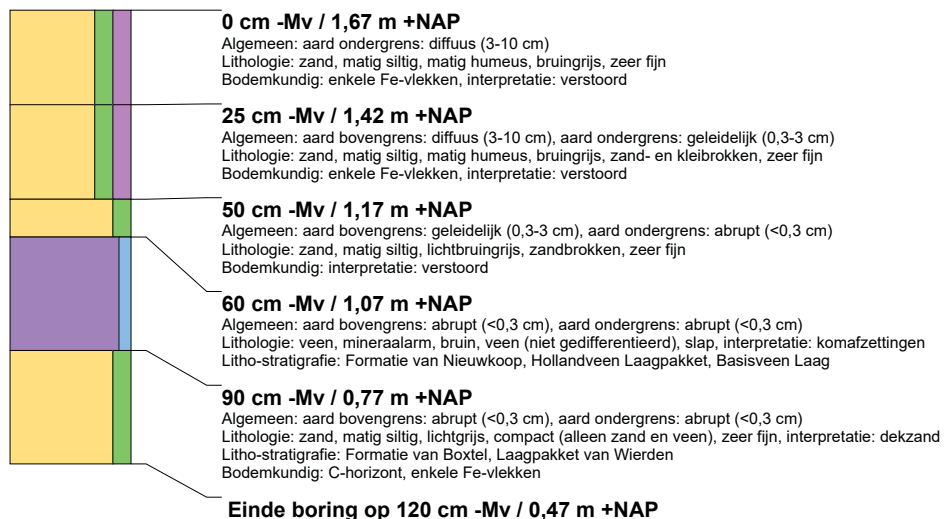 0 cm -Mv / 1,67 m +NAP
Algemeen: aard ondergrens: diffuus (3-10 cm)
Lithologie: zand, matig siltig, matig humeus, bruingrijs, zeer fijn
Bodemkundig: enkele Fe-vlekken, interpretatie: verstoord
25 cm -Mv / 1,42 m +NAP
Algemeen: aard bovengrens: diffuus (3-10 cm), aard ondergrens: geleidelijk (0,3-3 cm)
Lithologie: zand, matig siltig, matig humeus, bruingrijs, zand- en kleibrokken, zeer fijn
Bodemkundig: enkele Fe-vlekken, interpretatie: verstoord
50 cm -Mv / 1,17 m +NAP
Algemeen: aard bovengrens: geleidelijk (0,3-3 cm), aard ondergrens: abrupt (<0,3 cm)
Lithologie: zand, matig siltig, lichtbruingrijs, zandbrokken, zeer fijn
Bodemkundig: interpretatie: verstoord
60 cm -Mv / 1,07 m +NAP
Algemeen: aard bovengrens: abrupt (<0,3 cm), aard ondergrens: abrupt (<0,3 cm)
Lithologie: veen, mineraalarm, bruin, veen (niet gedifferentieerd), slap, interpretatie: komafzettingen
Litho-stratigrafie: Formatie van Nieuwkoop, Hollandveen Laagpakket, Basisveen Laag
90 cm -Mv / 0,77 m +NAP
Algemeen: aard bovengrens: abrupt (<0,3 cm), aard ondergrens: abrupt (<0,3 cm)
Lithologie: zand, matig siltig, lichtgrijs, compact (alleen zand en veen), zeer fijn, interpretatie: dekzand
Litho-stratigrafie: Formatie van Boxtel, Laagpakket van Wierden
Bodemkundig: C-horizont, enkele Fe-vlekken
Einde boring op 120 cm -Mv / 0,47 m +NAP